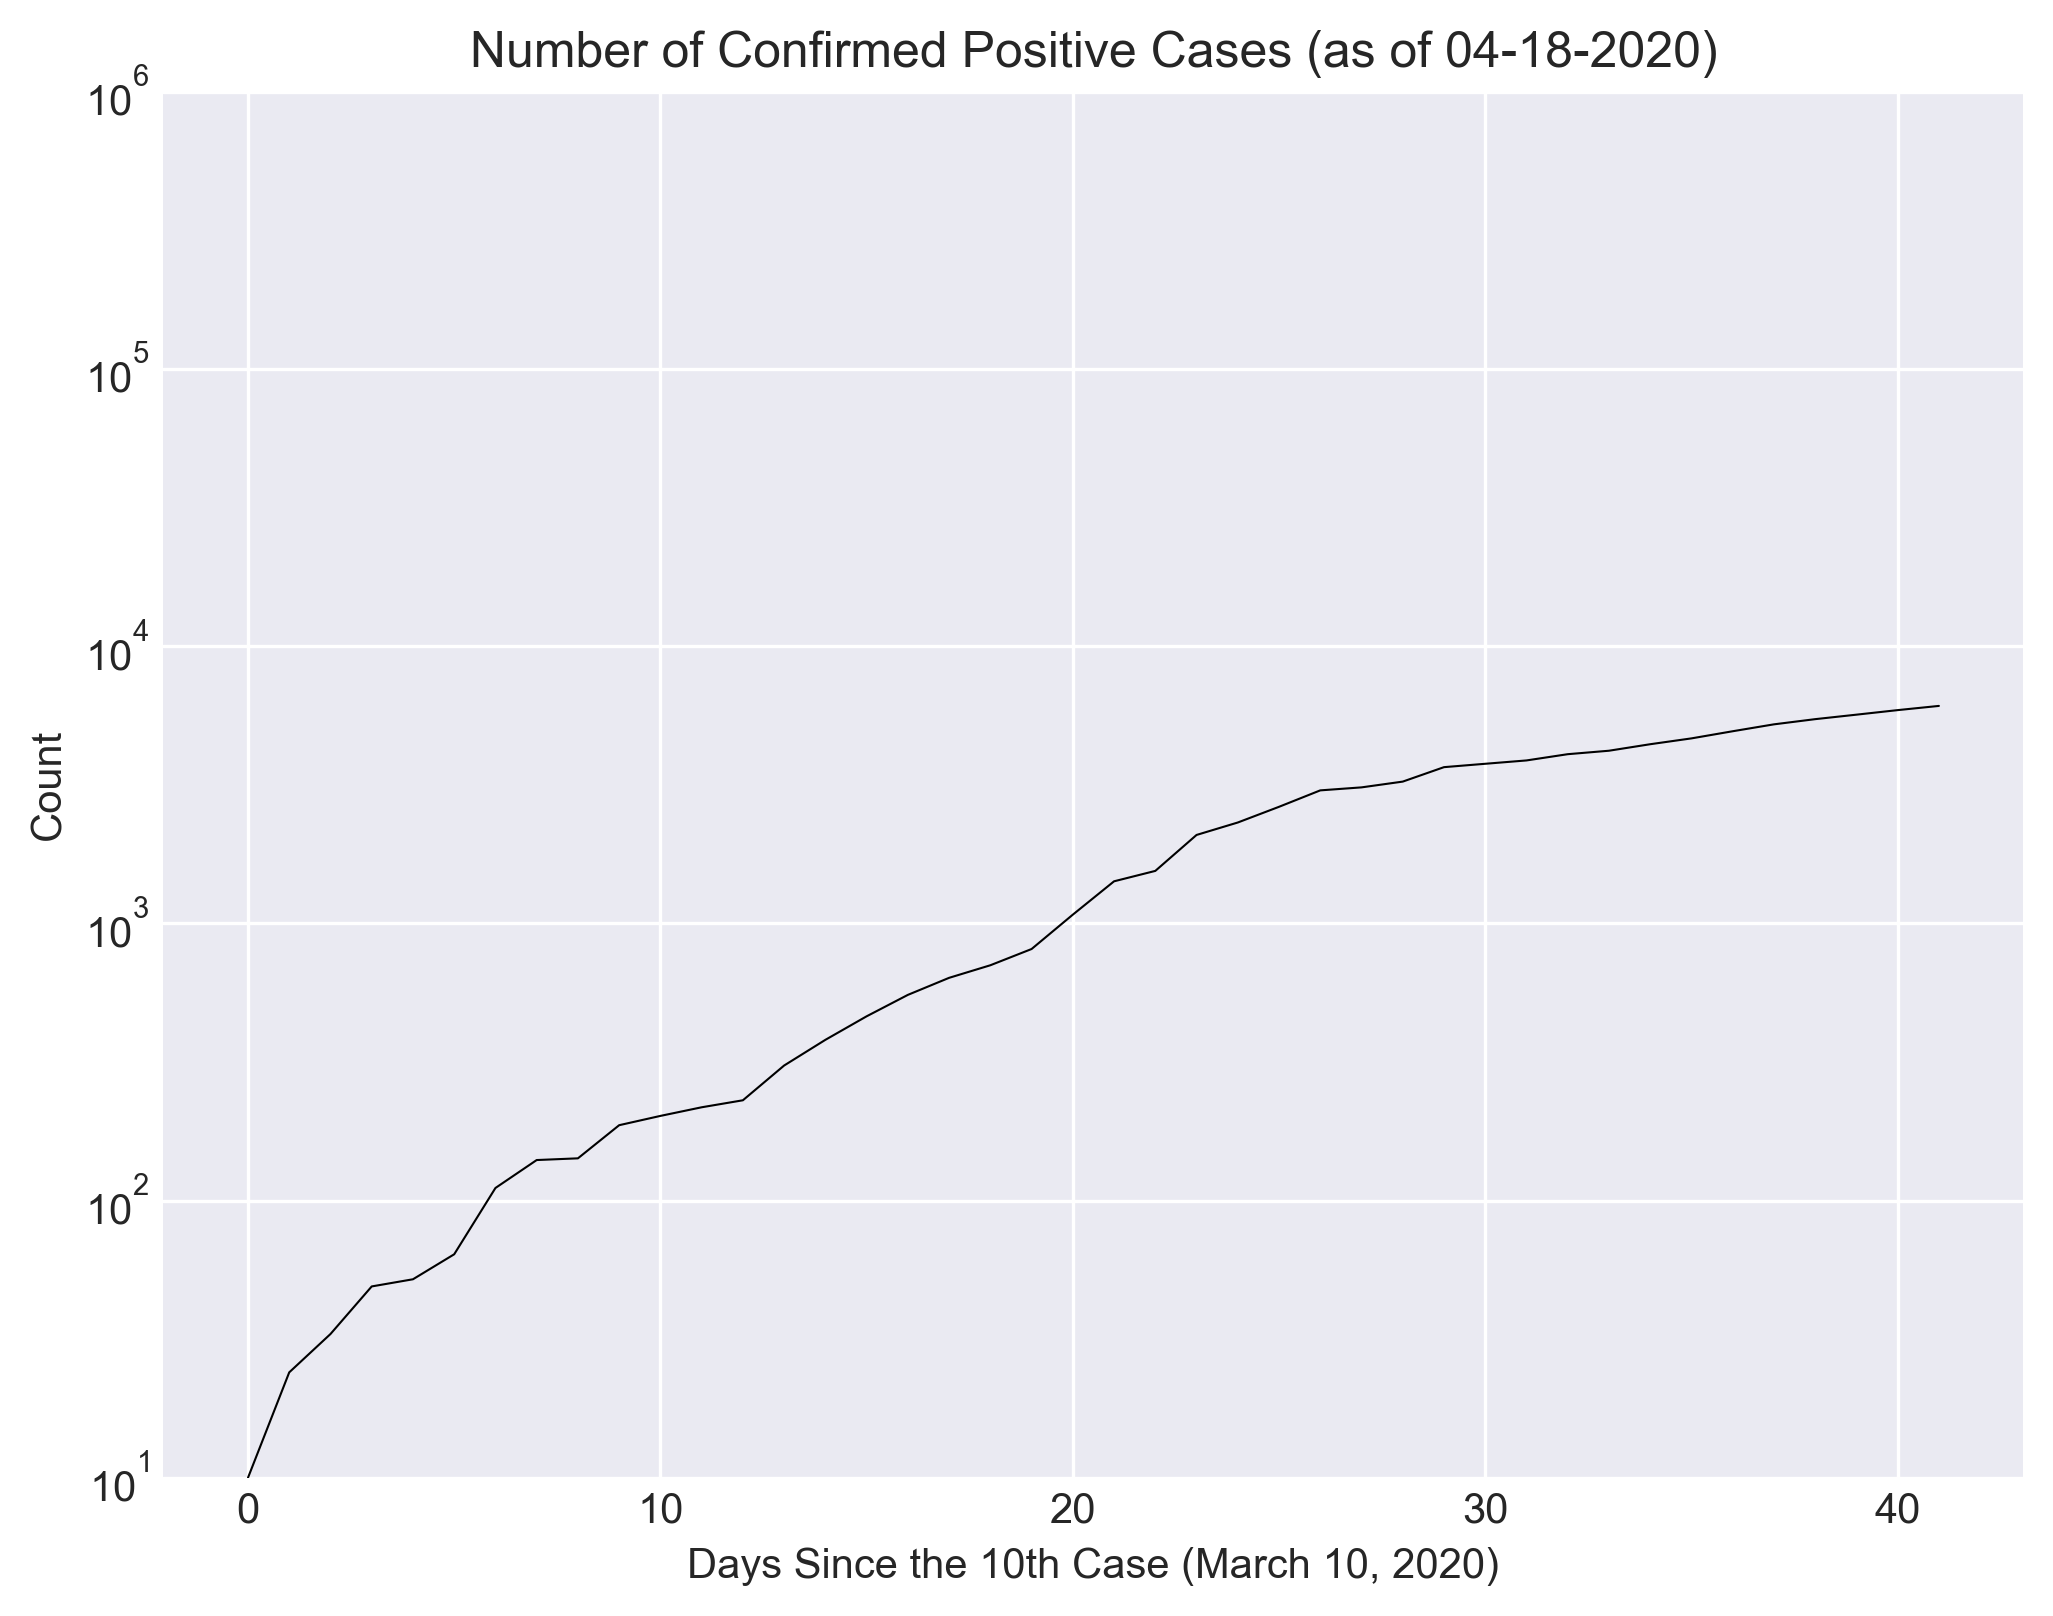 Number of Confirmed Positive Cases (as of 04-18-2020)
10^6
10^5
10^4
10^3
10^2
10^1
Count
0 10 20 30 40
Days Since the 10th Case (March 10, 2020)